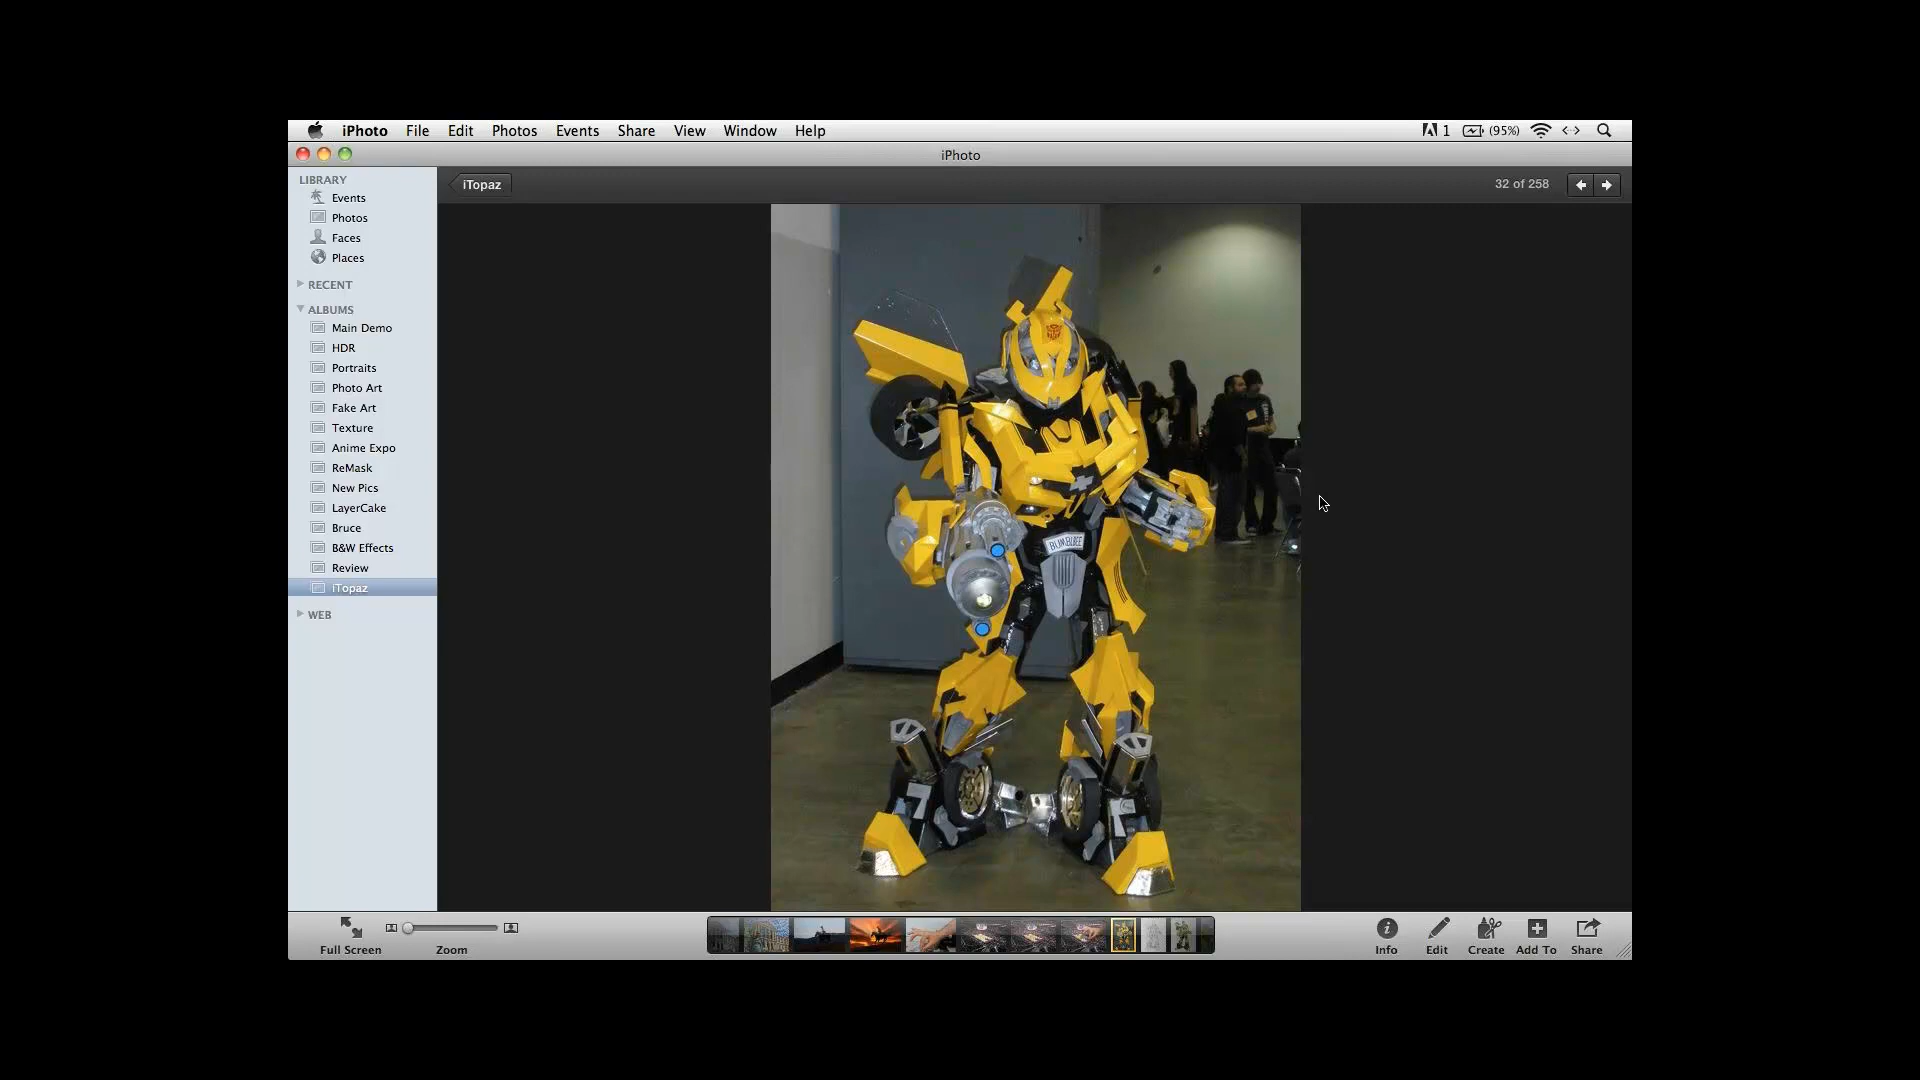 iPhoto File Edit Photos Events Share View Window Help 1 (95%)
iPhoto
LIBRARY
Events
Photos
Faces
Places
RECENT
ALBUMS
Main Demo
HDR
Portraits
Photo Art
Fake Art
Texture
Anime Expo
ReMask
New Pics
LayerCake
Bruce
B&W Effects
Review
iTopaz
WEB
iTopaz
32 of 258
BUMBLBEE
Full Screen
Zoom
Info
Edit
Create
Add To
Share